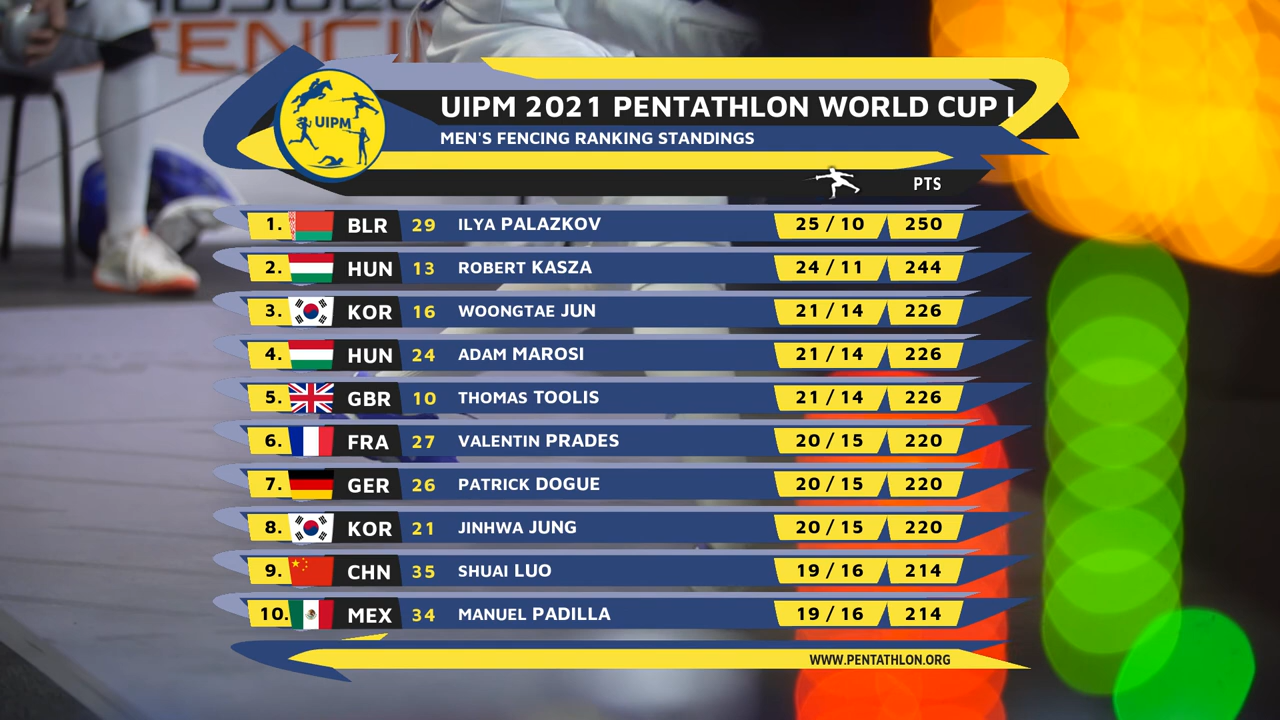 FENCING
UIPM
UIPM 2021 PENTATHLON WORLD CUP I
MEN'S FENCING RANKING STANDINGS
PTS
1. BLR 29 ILYA PALAZKOV 25 / 10 250
2. HUN 13 ROBERT KASZA 24 / 11 244
3. KOR 16 WOONGTAE JUN 21 / 14 226
4. HUN 24 ADAM MAROSI 21 / 14 226
5. GBR 10 THOMAS TOOLIS 21 / 14 226
6. FRA 27 VALENTIN PRADES 20 / 15 220
7. GER 26 PATRICK DOGUE 20 / 15 220
8. KOR 21 JINHWA JUNG 20 / 15 220
9. CHN 35 SHUAI LUO 19 / 16 214
10. MEX 34 MANUEL PADILLA 19 / 16 214
WWW.PENTATHLON.ORG